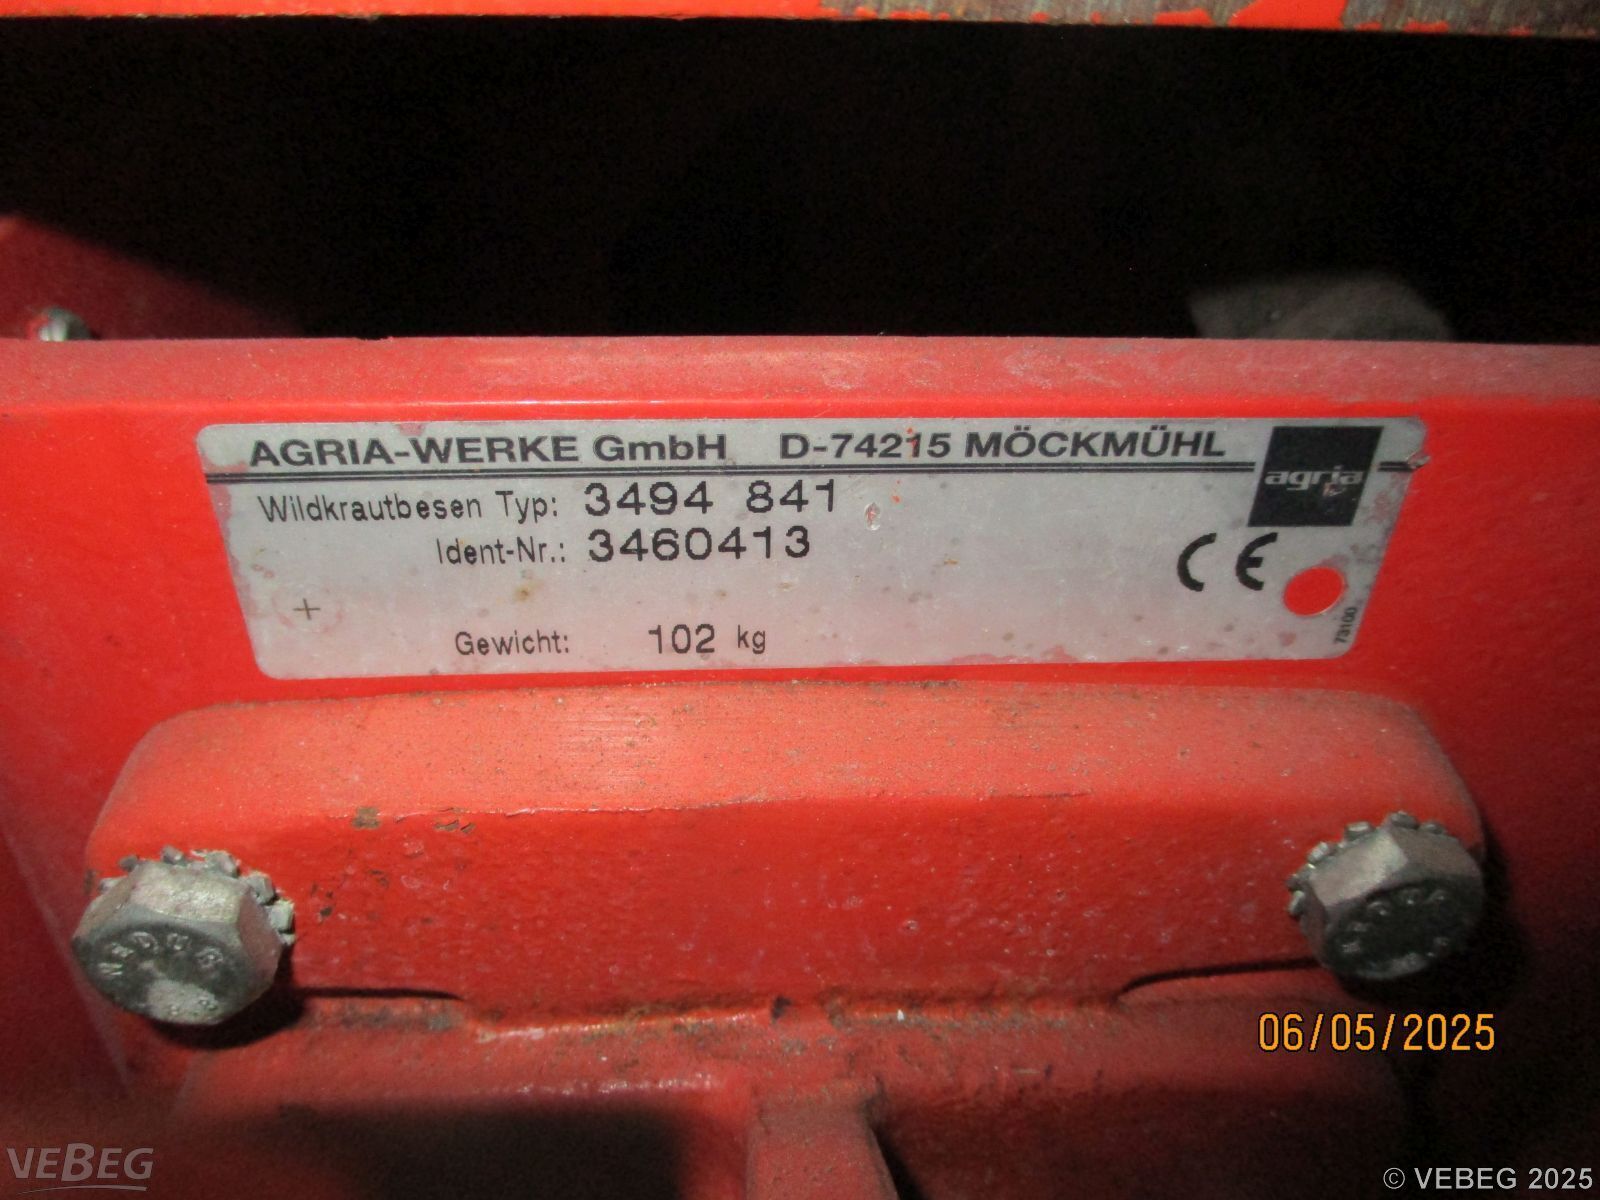 AGRIA-WERKE GmbH D-74215 MÖCKMÜHL
agria
Wildkrautbesen Typ: 3494 841
Ident-Nr.: 3460413
CE
+
Gewicht: 102 kg
73100
06/05/2025
VEBEG
© VEBEG 2025